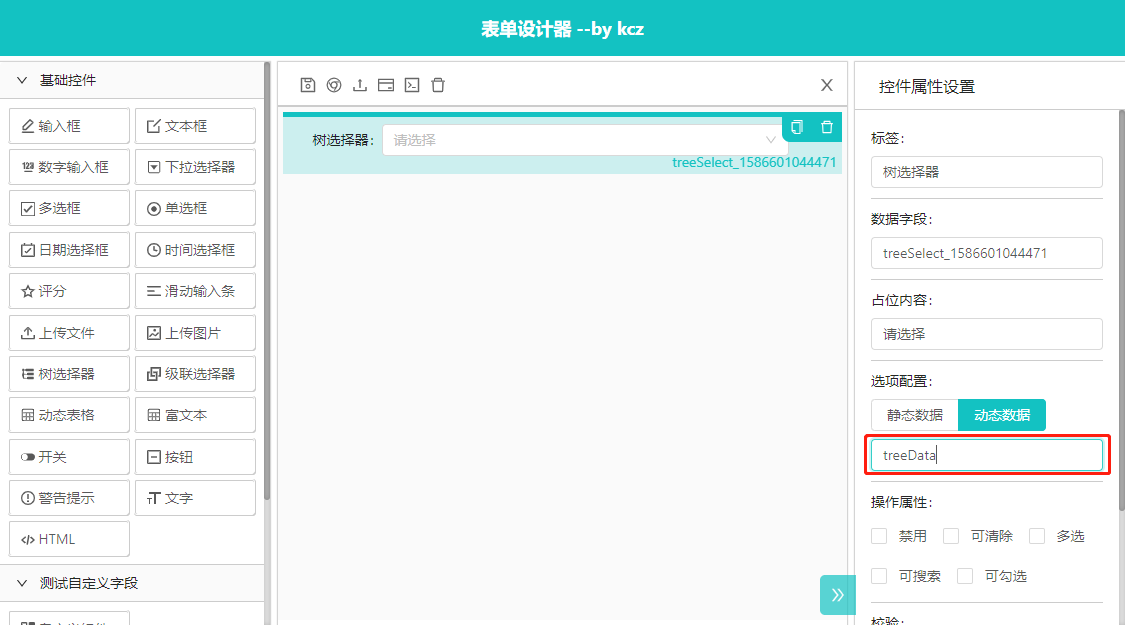 表单设计器 --by kcz
基础控件
输入框
文本框
数字输入框
下拉选择器
多选框
单选框
日期选择框
时间选择框
评分
滑动输入条
上传文件
上传图片
树选择器
级联选择器
动态表格
富文本
开关
按钮
警告提示
文字
HTML
测试自定义字段
树选择器:
请选择
treeSelect_1586601044471
控件属性设置
标签:
树选择器
数据字段:
treeSelect_1586601044471
占位内容:
请选择
选项配置:
静态数据
动态数据
treeData
操作属性:
禁用
可清除
多选
可搜索
可勾选
校验: